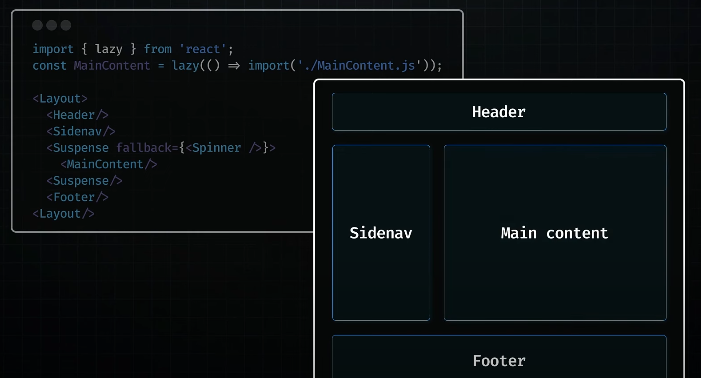 import { lazy } from 'react';
const MainContent = lazy(() => import('./MainContent.js'));
<Layout>
<Header/>
<Sidenav/>
<Suspense fallback={<Spinner />}>
<MainContent/>
<Suspense/>
<Footer/>
<Layout/>
Header
Sidenav
Main content
Footer